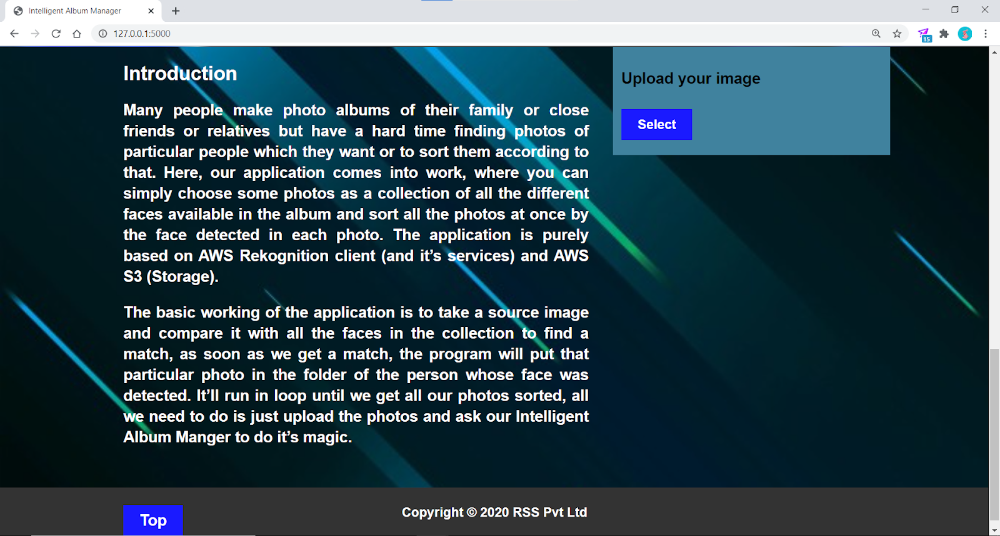 Intelligent Album Manager
127.0.0.1:5000
15
Introduction
Many people make photo albums of their family or close
friends or relatives but have a hard time finding photos of
particular people which they want or to sort them according to
that. Here, our application comes into work, where you can
simply choose some photos as a collection of all the different
faces available in the album and sort all the photos at once by
the face detected in each photo. The application is purely
based on AWS Rekognition client (and it’s services) and AWS
S3 (Storage).
The basic working of the application is to take a source image
and compare it with all the faces in the collection to find a
match, as soon as we get a match, the program will put that
particular photo in the folder of the person whose face was
detected. It’ll run in loop until we get all our photos sorted, all
we need to do is just upload the photos and ask our Intelligent
Album Manger to do it’s magic.
Upload your image
Select
Top
Copyright © 2020 RSS Pvt Ltd